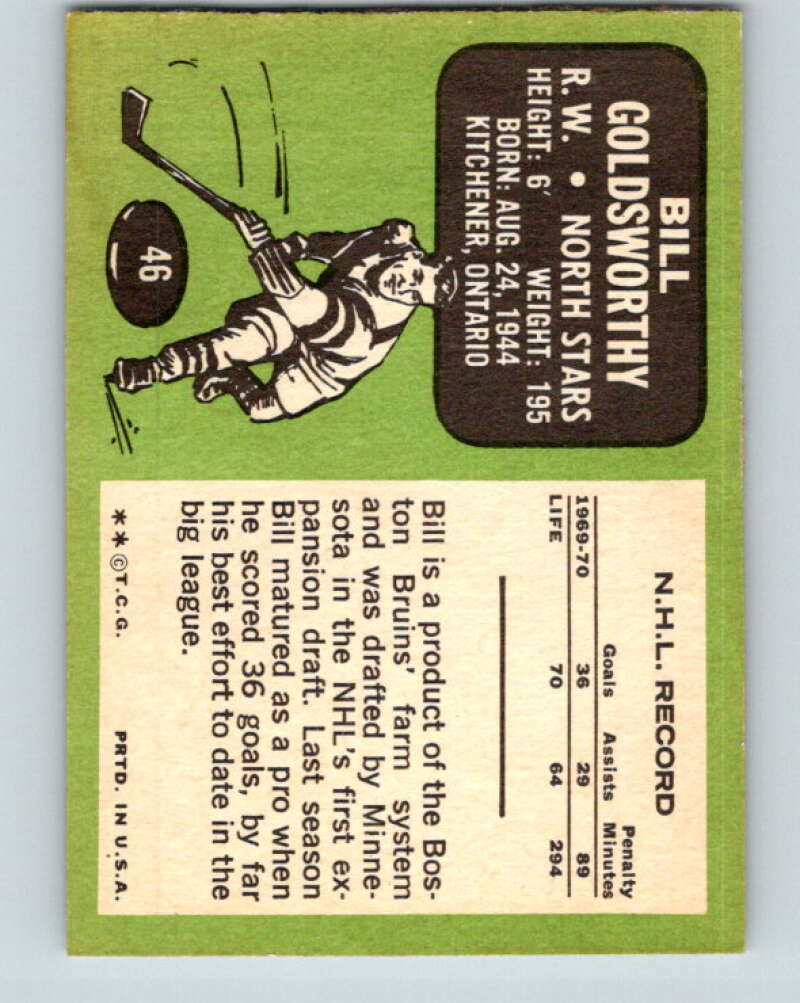 BILL
GOLDSWORTHY
R.W. • NORTH STARS
HEIGHT: 6' WEIGHT: 195
BORN: AUG. 24, 1944
KITCHENER, ONTARIO
46
N.H.L. RECORD
Goals Assists Penalty Minutes
1969-70 36 29 89
LIFE 70 64 294
Bill is a product of the Bos-
ton Bruins' farm system
and was drafted by Minne-
sota in the NHL's first ex-
pansion draft. Last season
Bill matured as a pro when
he scored 36 goals, by far
his best effort to date in the
big league.
**©T.C.G. PRTD. IN U.S.A.